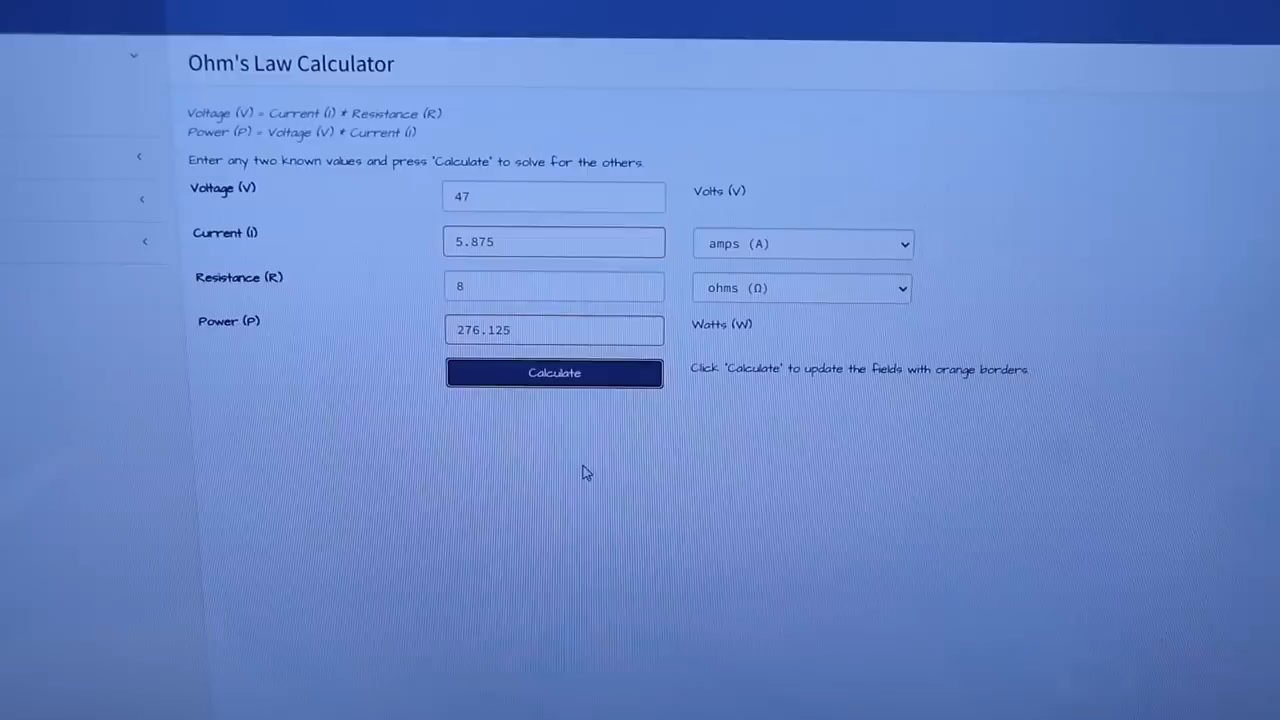 Ohm's Law Calculator
Voltage (V) = Current (I) * Resistance (R)
Power (P) = Voltage (V) * Current (I)
Enter any two known values and press "Calculate" to solve for the others.
Voltage (V) 47 Volts (V)
Current (I) 5.875 amps (A)
Resistance (R) 8 ohms (Ω)
Power (P) 276.125 Watts (W)
Calculate Click "Calculate" to update the fields with orange borders.